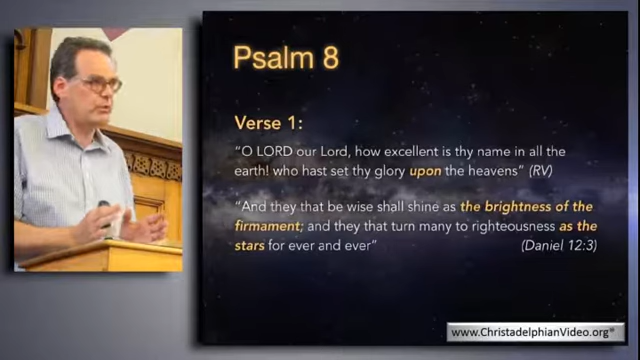 Psalm 8
Verse 1:
“O LORD our Lord, how excellent is thy name in all the
earth! who hast set thy glory upon the heavens” (RV)
“And they that be wise shall shine as the brightness of the
firmament; and they that turn many to righteousness as the
stars for ever and ever” (Daniel 12:3)
www.ChristadelphianVideo.org®